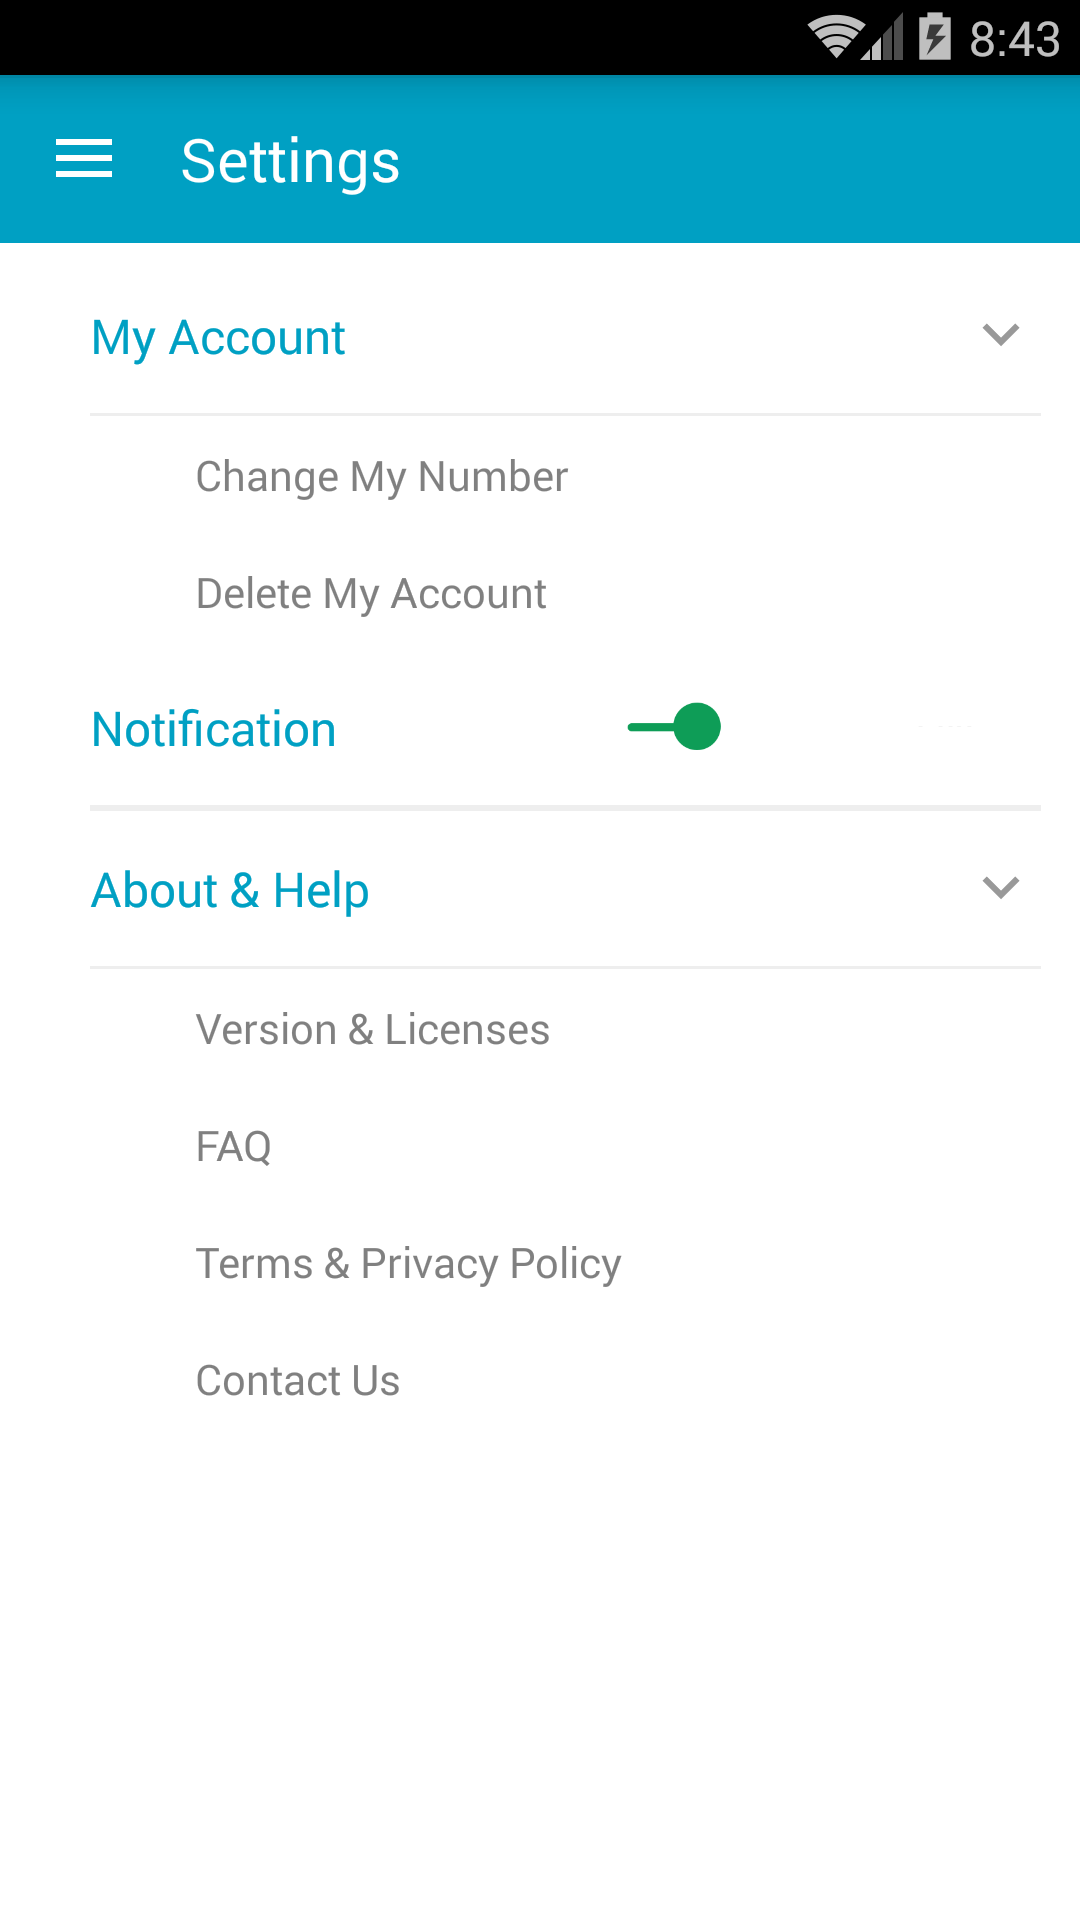 8:43
Settings
My Account
Change My Number
Delete My Account
Notification
About & Help
Version & Licenses
FAQ
Terms & Privacy Policy
Contact Us